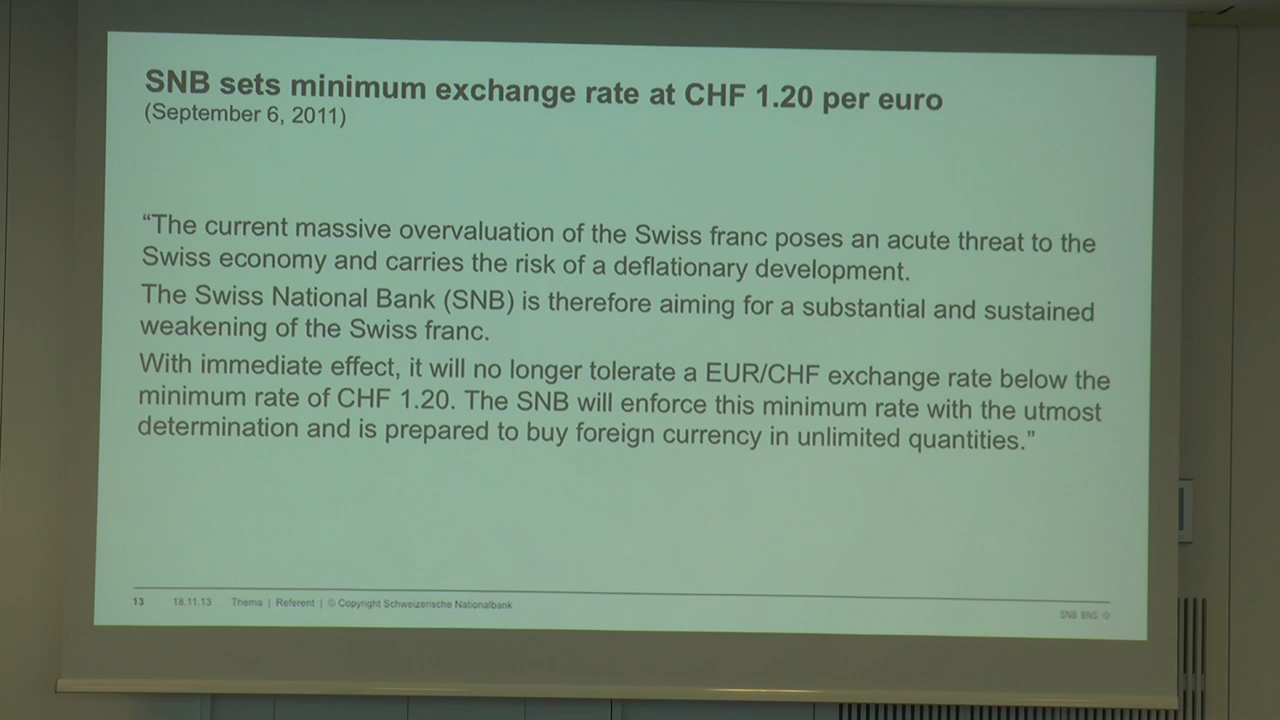 SNB sets minimum exchange rate at CHF 1.20 per euro
(September 6, 2011)
“The current massive overvaluation of the Swiss franc poses an acute threat to the
Swiss economy and carries the risk of a deflationary development.
The Swiss National Bank (SNB) is therefore aiming for a substantial and sustained
weakening of the Swiss franc.
With immediate effect, it will no longer tolerate a EUR/CHF exchange rate below the
minimum rate of CHF 1.20. The SNB will enforce this minimum rate with the utmost
determination and is prepared to buy foreign currency in unlimited quantities.”
13 18.11.13 Thema | Referent | © Copyright Schweizerische Nationalbank
SNB BNS